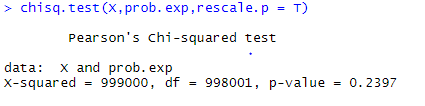 > chisq.test(X,prob.exp,rescale.p = T)
Pearson's Chi-squared test
data:  X and prob.exp
X-squared = 999000, df = 998001, p-value = 0.2397